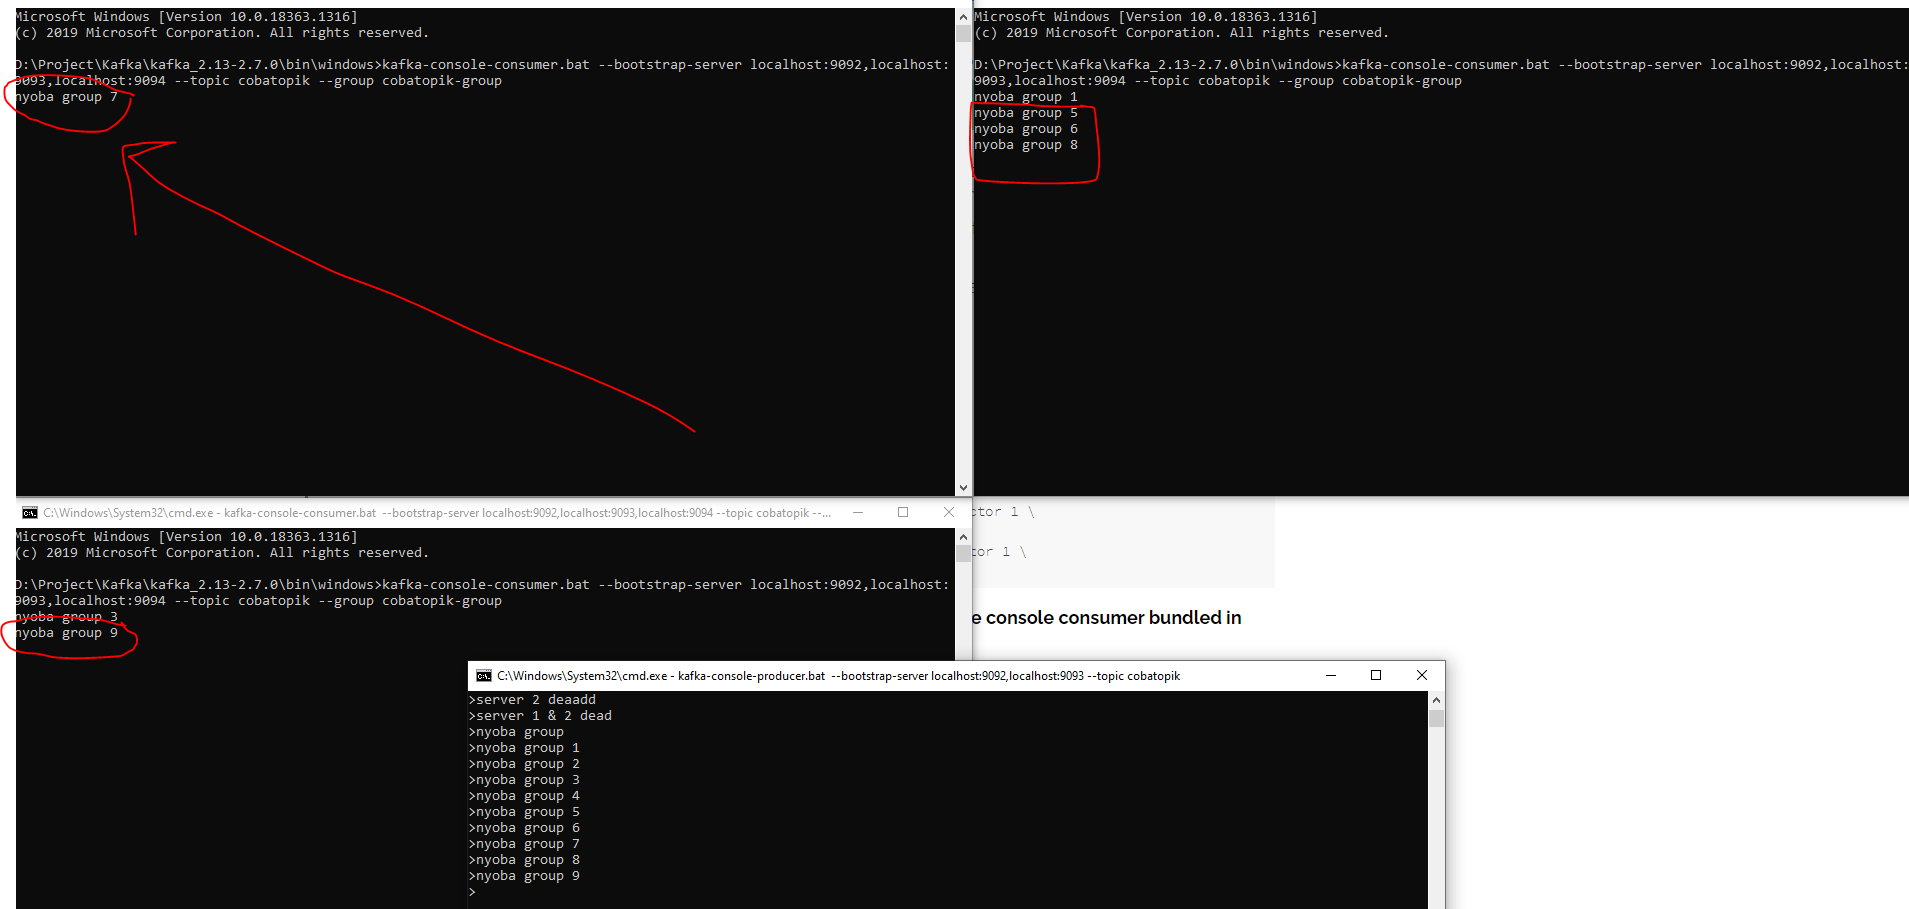 Microsoft Windows [Version 10.0.18363.1316]
(c) 2019 Microsoft Corporation. All rights reserved.
D:\Project\Kafka\kafka_2.13-2.7.0\bin\windows>kafka-console-consumer.bat --bootstrap-server localhost:9092,localhost:
9093,localhost:9094 --topic cobatopik --group cobatopik-group
nyoba group 7
Microsoft Windows [Version 10.0.18363.1316]
(c) 2019 Microsoft Corporation. All rights reserved.
D:\Project\Kafka\kafka_2.13-2.7.0\bin\windows>kafka-console-consumer.bat --bootstrap-server localhost:9092,localhost:
9093,localhost:9094 --topic cobatopik --group cobatopik-group
nyoba group 1
nyoba group 5
nyoba group 6
nyoba group 8
C:\Windows\System32\cmd.exe - kafka-console-consumer.bat --bootstrap-server localhost:9092,localhost:9093,localhost:9094 --topic cobatopik --...
Microsoft Windows [Version 10.0.18363.1316]
(c) 2019 Microsoft Corporation. All rights reserved.
D:\Project\Kafka\kafka_2.13-2.7.0\bin\windows>kafka-console-consumer.bat --bootstrap-server localhost:9092,localhost:
9093,localhost:9094 --topic cobatopik --group cobatopik-group
nyoba group 3
nyoba group 9
ctor 1 \
tor 1 \
e console consumer bundled in
C:\Windows\System32\cmd.exe - kafka-console-producer.bat --bootstrap-server localhost:9092,localhost:9093 --topic cobatopik
>server 2 deaadd
>server 1 & 2 dead
>nyoba group
>nyoba group 1
>nyoba group 2
>nyoba group 3
>nyoba group 4
>nyoba group 5
>nyoba group 6
>nyoba group 7
>nyoba group 8
>nyoba group 9
>